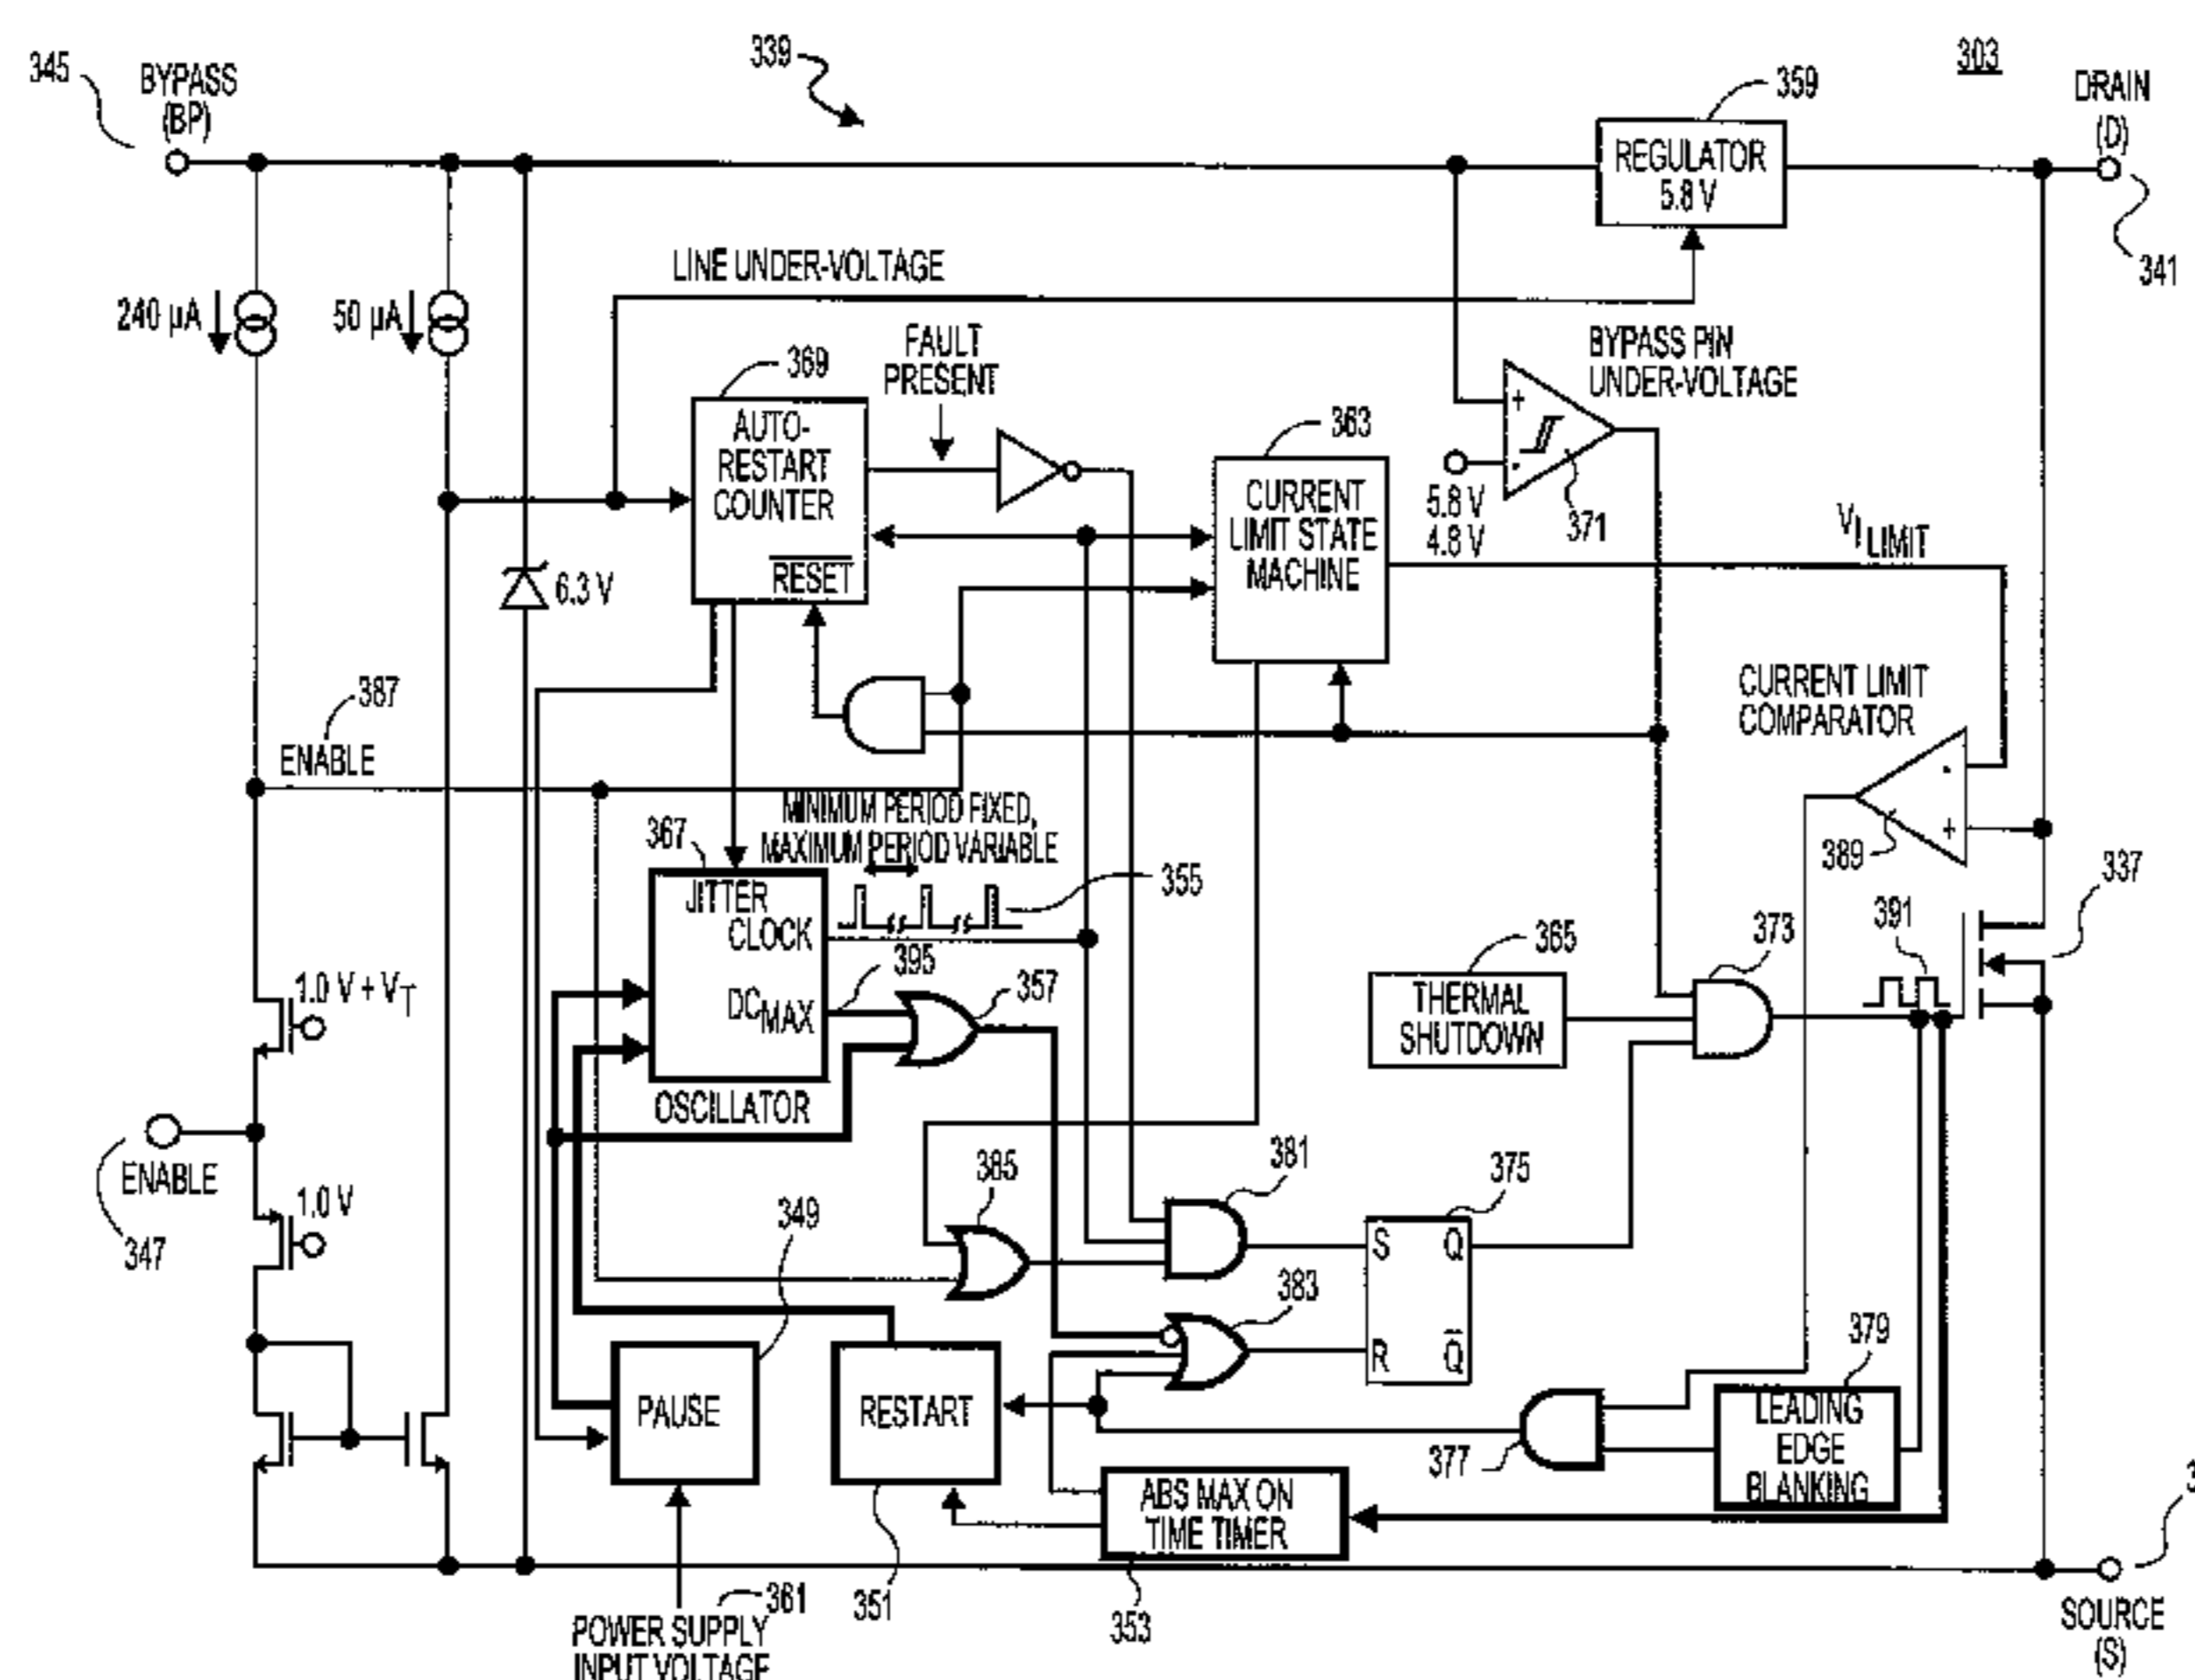 339
303
345
BYPASS
(BP)
359
REGULATOR
5.8 V
DRAIN
(D)
341
LINE UNDER-VOLTAGE
240 µA
50 µA
FAULT
PRESENT
369
AUTO-
RESTART
COUNTER
RESET
363
CURRENT
LIMIT STATE
MACHINE
BYPASS PIN
UNDER-VOLTAGE
+
-
5.8 V
4.8 V
371
VI LIMIT
6.3 V
387
ENABLE
CURRENT LIMIT
COMPARATOR
-
+
389
337
MINIMUM PERIOD FIXED,
MAXIMUM PERIOD VARIABLE
367
JITTER
CLOCK
DCMAX
OSCILLATOR
355
395
357
365
THERMAL
SHUTDOWN
373
391
1.0 V + VT
ENABLE
347
1.0 V
385
381
375
S
Q
R
Q̅
383
349
PAUSE
RESTART
351
379
LEADING
EDGE
BLANKING
377
ABS MAX ON
TIME TIMER
353
361
POWER SUPPLY
INPUT VOLTAGE
SOURCE
(S)